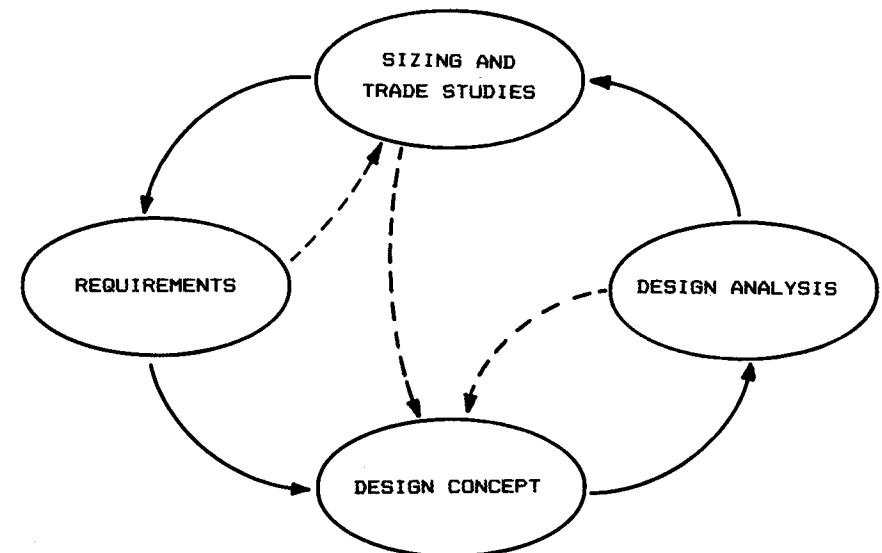 SIZING AND
TRADE STUDIES
REQUIREMENTS
DESIGN ANALYSIS
DESIGN CONCEPT